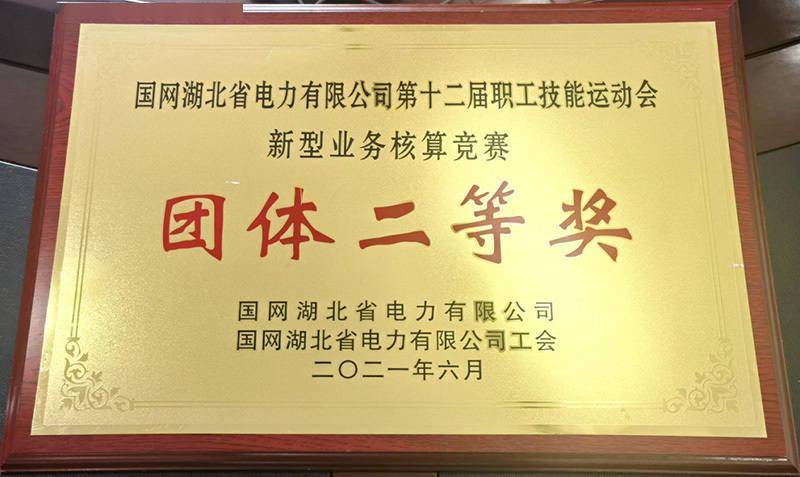 国网湖北省电力有限公司第十二届职工技能运动会
新型业务核算竞赛
团体二等奖
国网湖北省电力有限公司
国网湖北省电力有限公司工会
二〇二一年六月